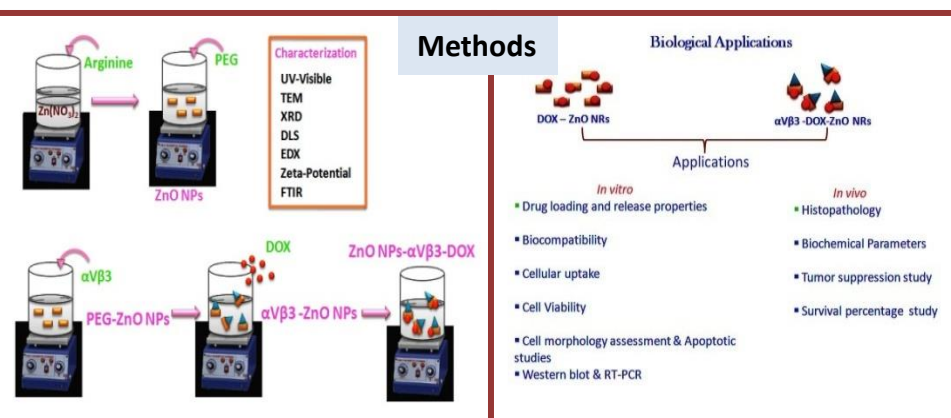 Methods
Arginine
Zn(NO3)2
PEG
ZnO NPs
Characterization
UV-Visible
TEM
XRD
DLS
EDX
Zeta-Potential
FTIR
αVβ3
PEG-ZnO NPs
DOX
αVβ3 -ZnO NPs
ZnO NPs-αVβ3-DOX
Biological Applications
DOX – ZnO NRs
αVβ3 -DOX-ZnO NRs
Applications
In vitro
▪ Drug loading and release properties
▪ Biocompatibility
▪ Cellular uptake
▪ Cell Viability
▪ Cell morphology assessment & Apoptotic
studies
▪ Western blot & RT-PCR
In vivo
▪ Histopathology
▪ Biochemical Parameters
▪ Tumor suppression study
▪ Survival percentage study